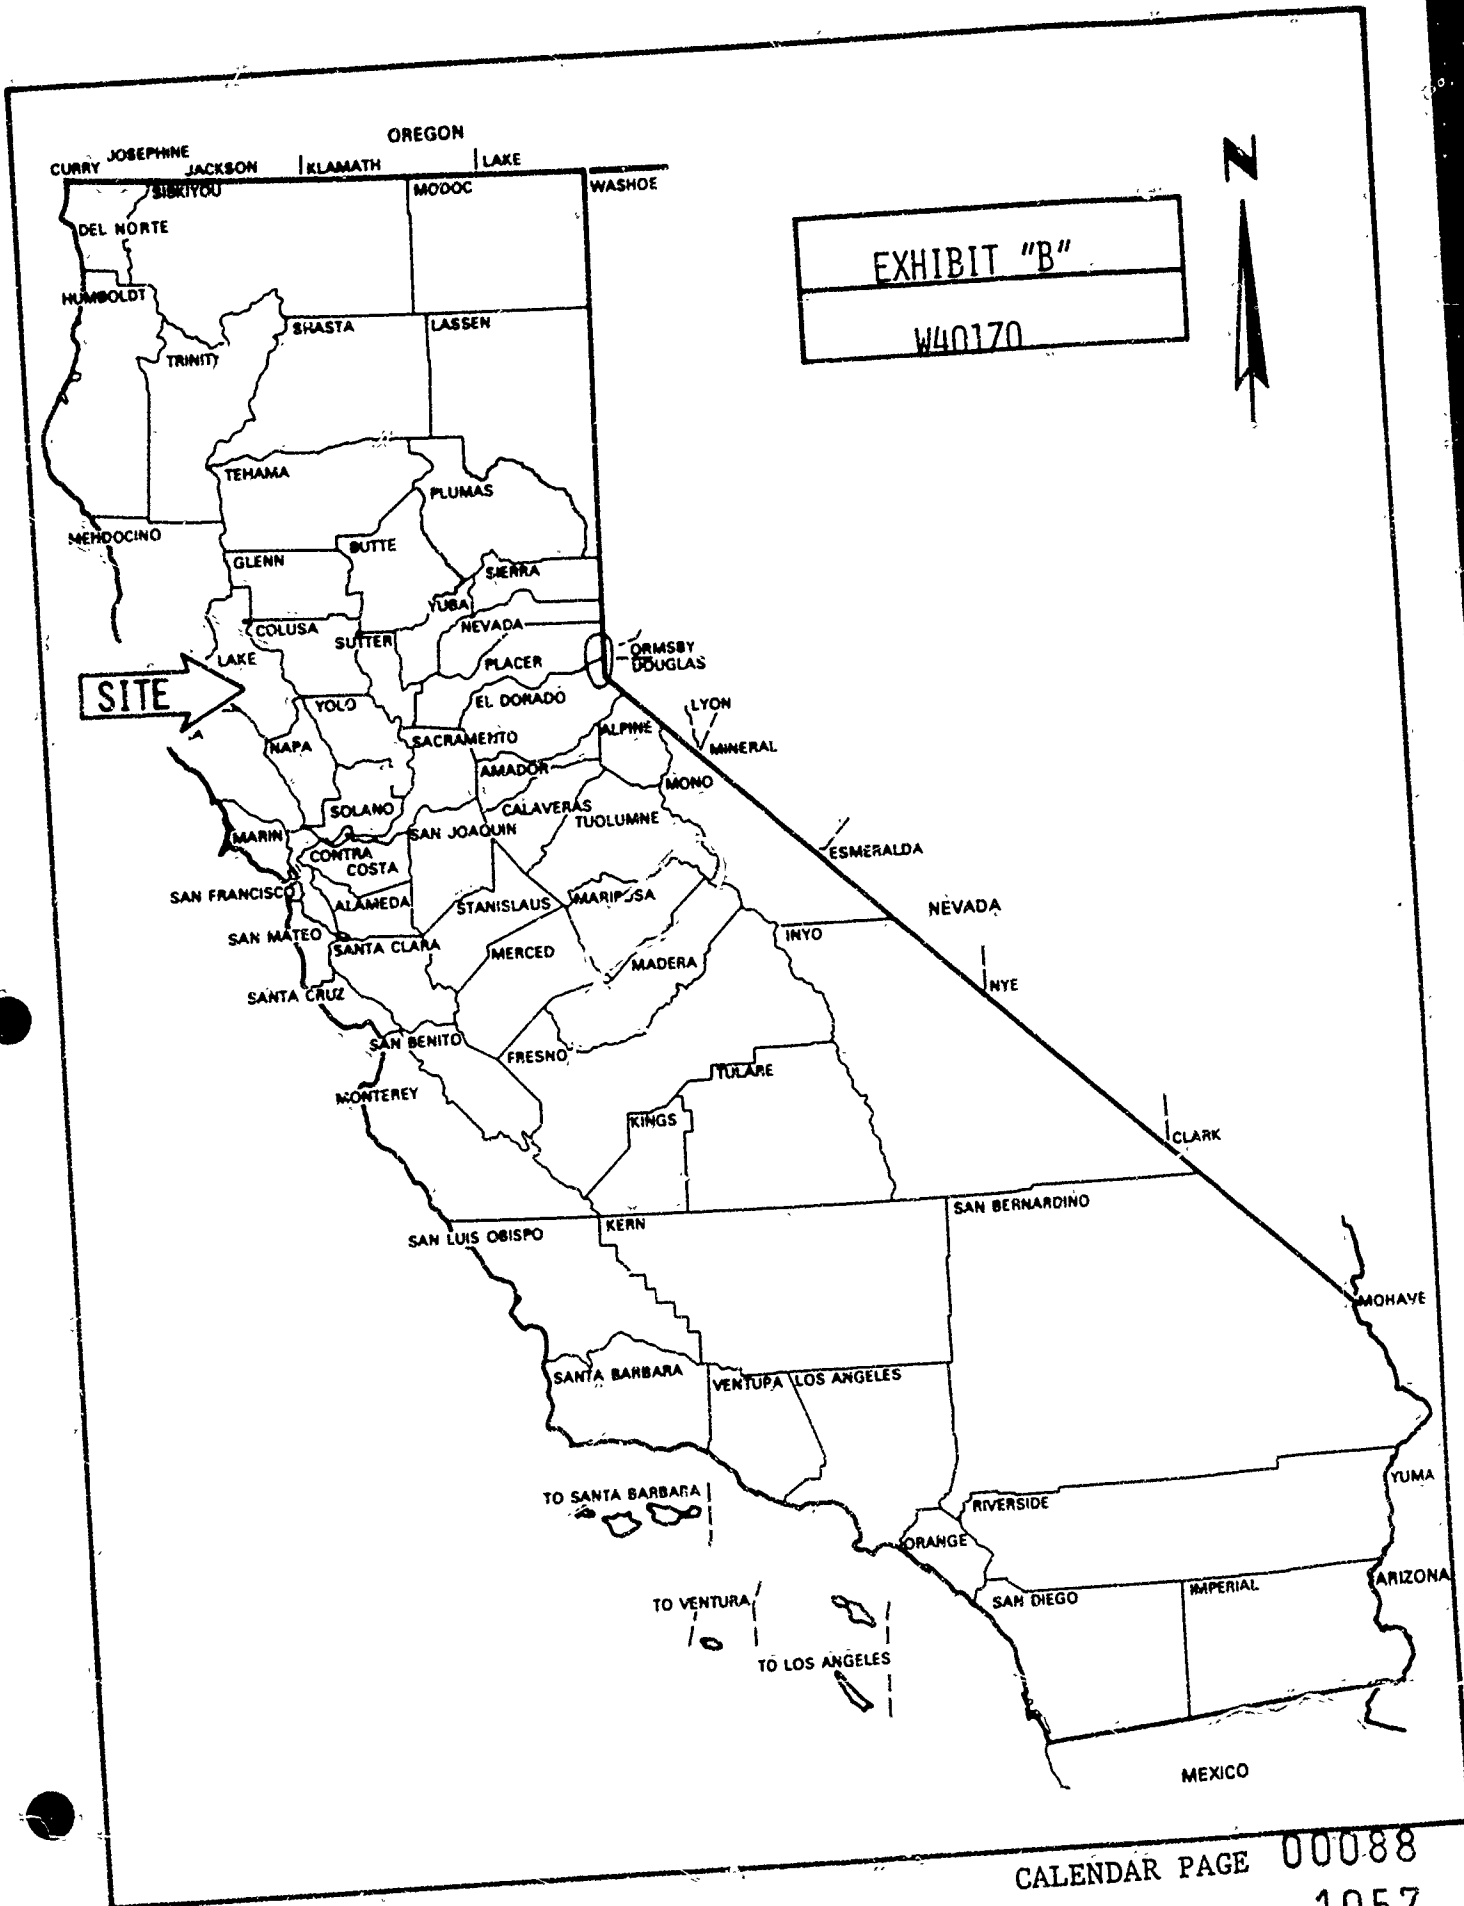 OREGON
CURRY JOSEPHINE JACKSON KLAMATH LAKE
SISKIYOU MODOC WASHOE
N
DEL NORTE
EXHIBIT "B"
HUMBOLDT
W40170
SHASTA LASSEN
TRINITY
TEHAMA
PLUMAS
MEHDOCINO
BUTTE
GLENN
SIERRA
YUBA
COLUSA SUTTER NEVADA
ORMSBY
LAKE PLACER DOUGLAS
SITE
YOLO EL DORADO
LYON
NAPA SACRAMENTO ALPINE
MINERAL
AMADOR MONO
SOLANO CALAVERAS
MARIN SAN JOAQUIN TUOLUMNE
CONTRA
COSTA
ESMERALDA
SAN FRANCISCO ALAMEDA STANISLAUS MARIPOSA
NEVADA
SAN MATEO SANTA CLARA MERCED INYO
MADERA
SANTA CRUZ NYE
SAN BENITO FRESNO
TULARE
MONTEREY
KINGS
CLARK
SAN BERNARDINO
SAN LUIS OBISPO KERN
MOHAVE
SANTA BARBARA VENTUPA LOS ANGELES
YUMA
TO SANTA BARBARA RIVERSIDE
ORANGE
ARIZONA
TO VENTURA SAN DIEGO IMPERIAL
TO LOS ANGELES
MEXICO
CALENDAR PAGE 00088
1057